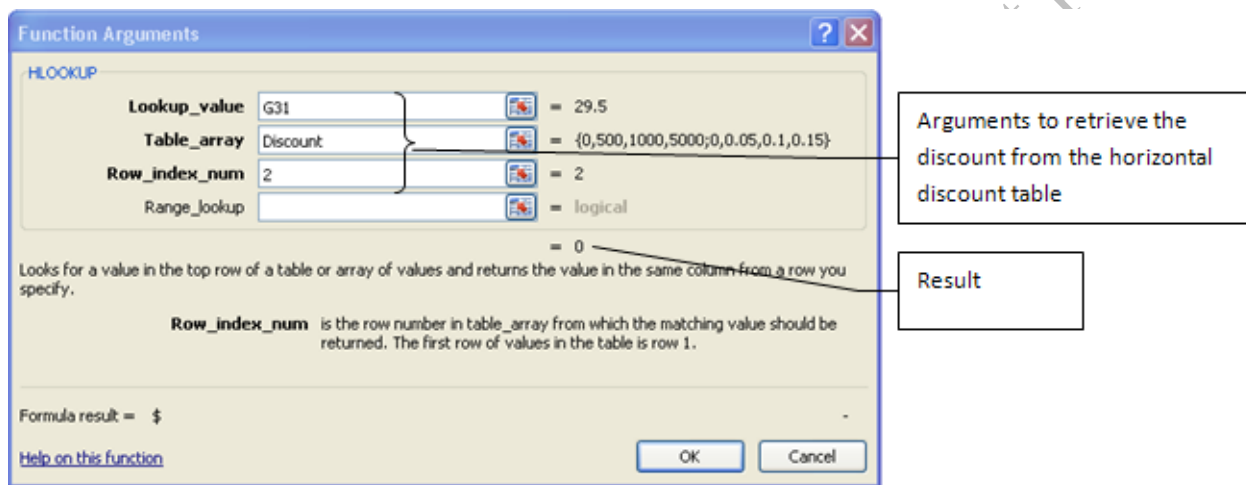 Function Arguments
HLOOKUP
Lookup_value G31 = 29.5
Table_array Discount = {0,500,1000,5000;0,0.05,0.1,0.15}
Row_index_num 2 = 2
Range_lookup = logical
= 0
Looks for a value in the top row of a table or array of values and returns the value in the same column from a row you
specify.
Row_index_num is the row number in table_array from which the matching value should be
returned. The first row of values in the table is row 1.
Formula result = $ -
Help on this function
OK Cancel
Arguments to retrieve the
discount from the horizontal
discount table
Result